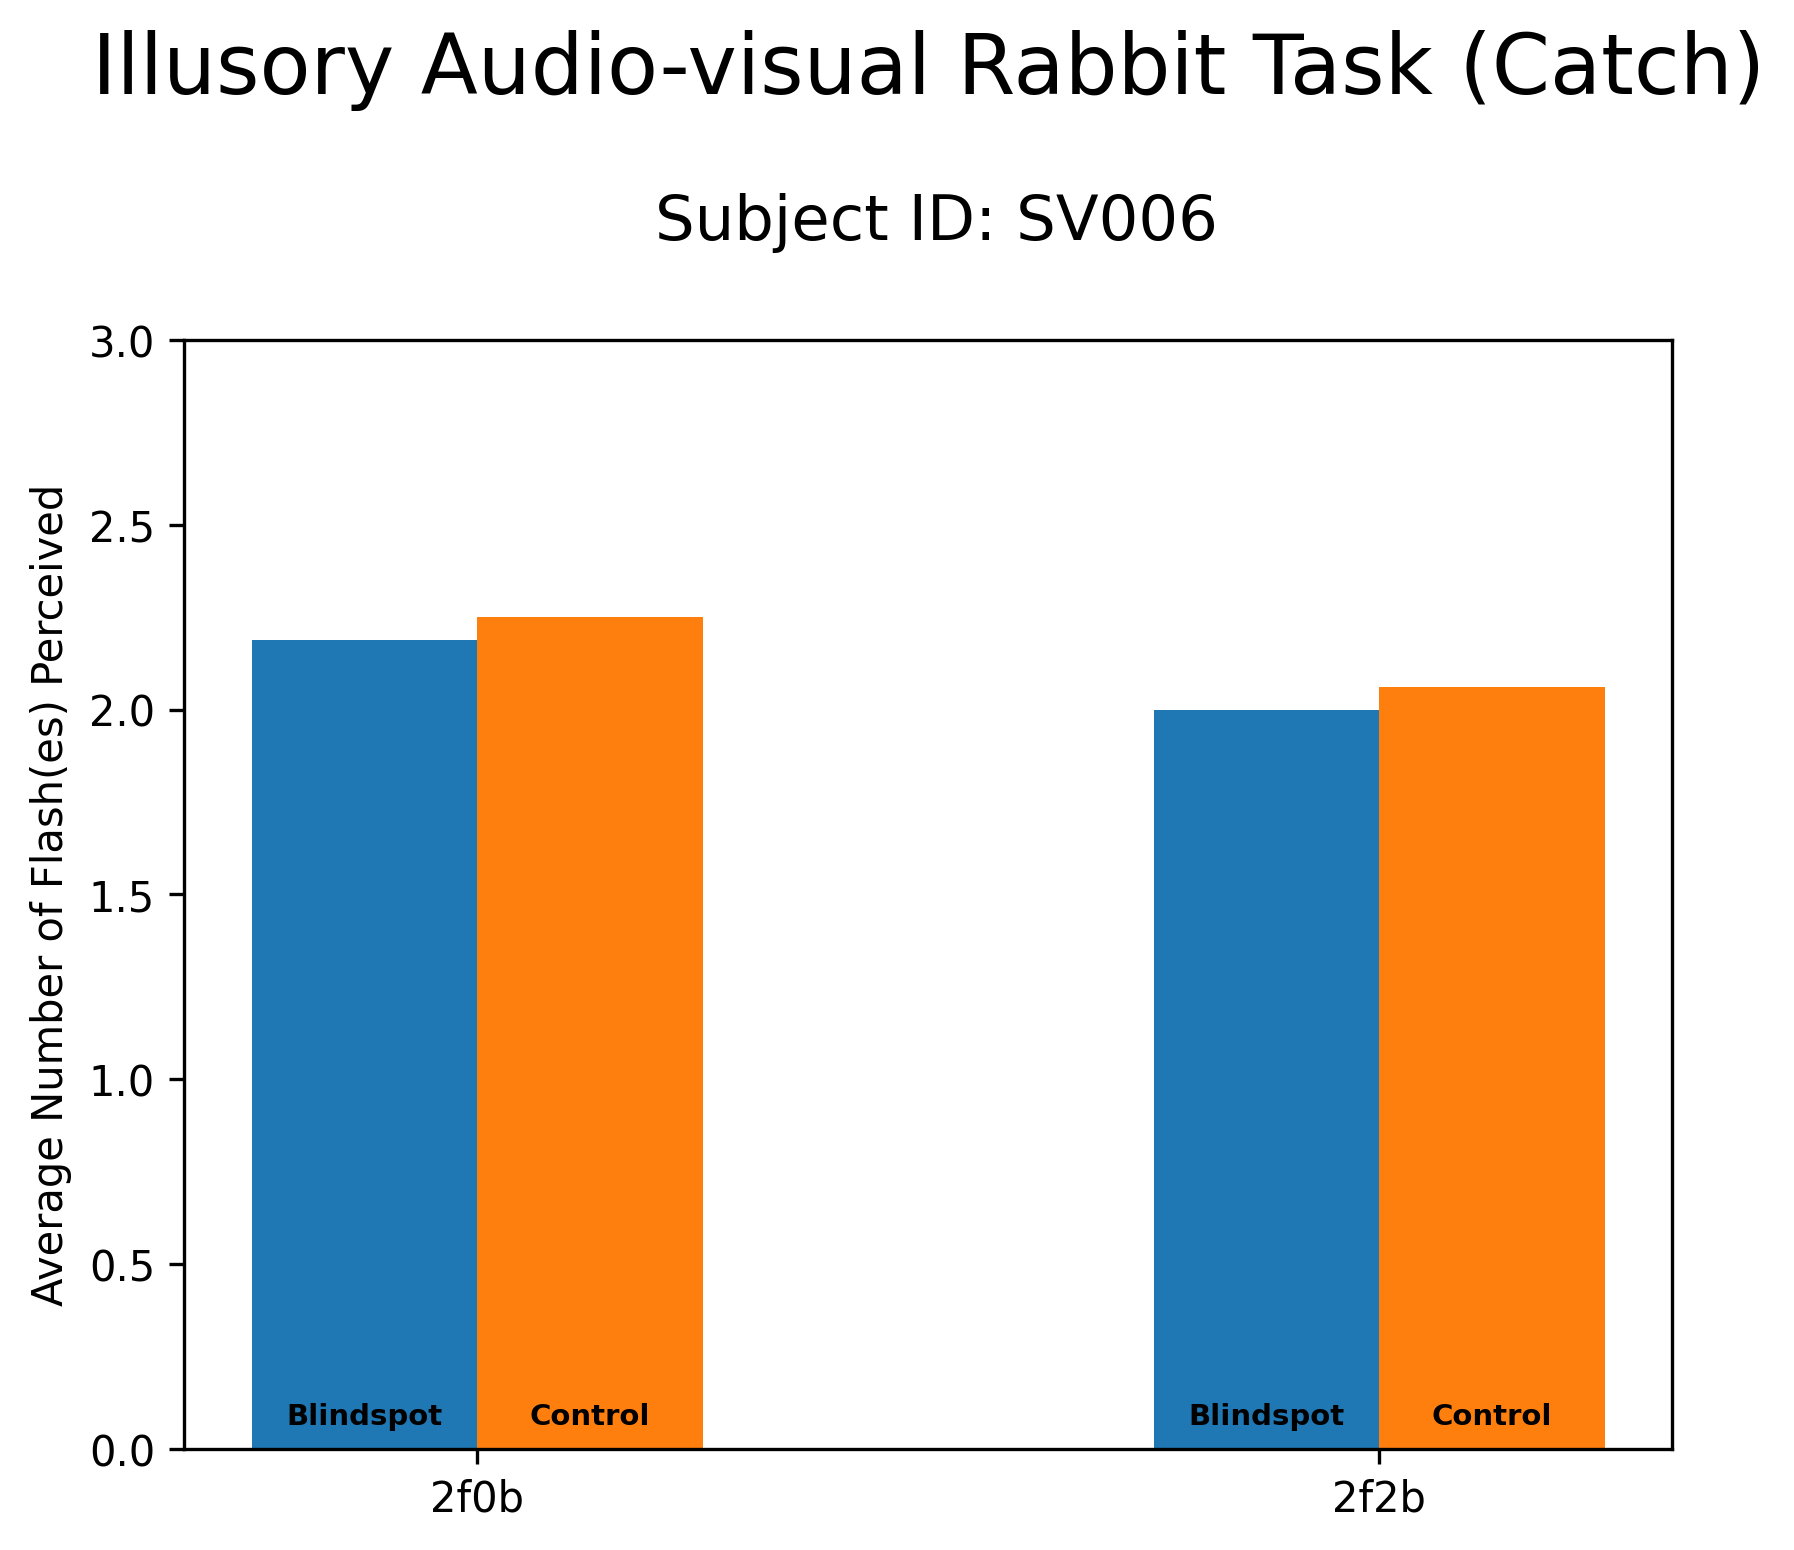 Illusory Audio-visual Rabbit Task (Catch)
Subject ID: SV006
Average Number of Flash(es) Perceived
3.0
2.5
2.0
1.5
1.0
0.5
0.0
Blindspot Control Blindspot Control
2f0b 2f2b